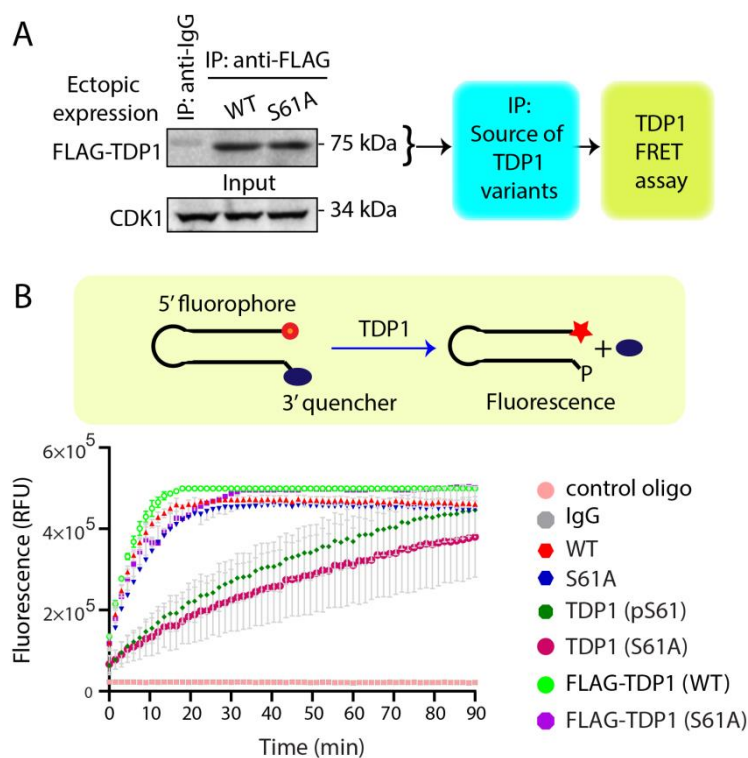 A
Ectopic
expression
IP: anti-IgG
IP: anti-FLAG
WT
S61A
FLAG-TDP1
- 75 kDa
}
Input
CDK1
- 34 kDa
IP:
Source of
TDP1
variants
TDP1
FRET
assay
B
5′ fluorophore
3′ quencher
TDP1
+
P
Fluorescence
Fluorescence (RFU)
6×10⁵
4×10⁵
2×10⁵
0
0 10 20 30 40 50 60 70 80 90
Time (min)
control oligo
IgG
WT
S61A
TDP1 (pS61)
TDP1 (S61A)
FLAG-TDP1 (WT)
FLAG-TDP1 (S61A)